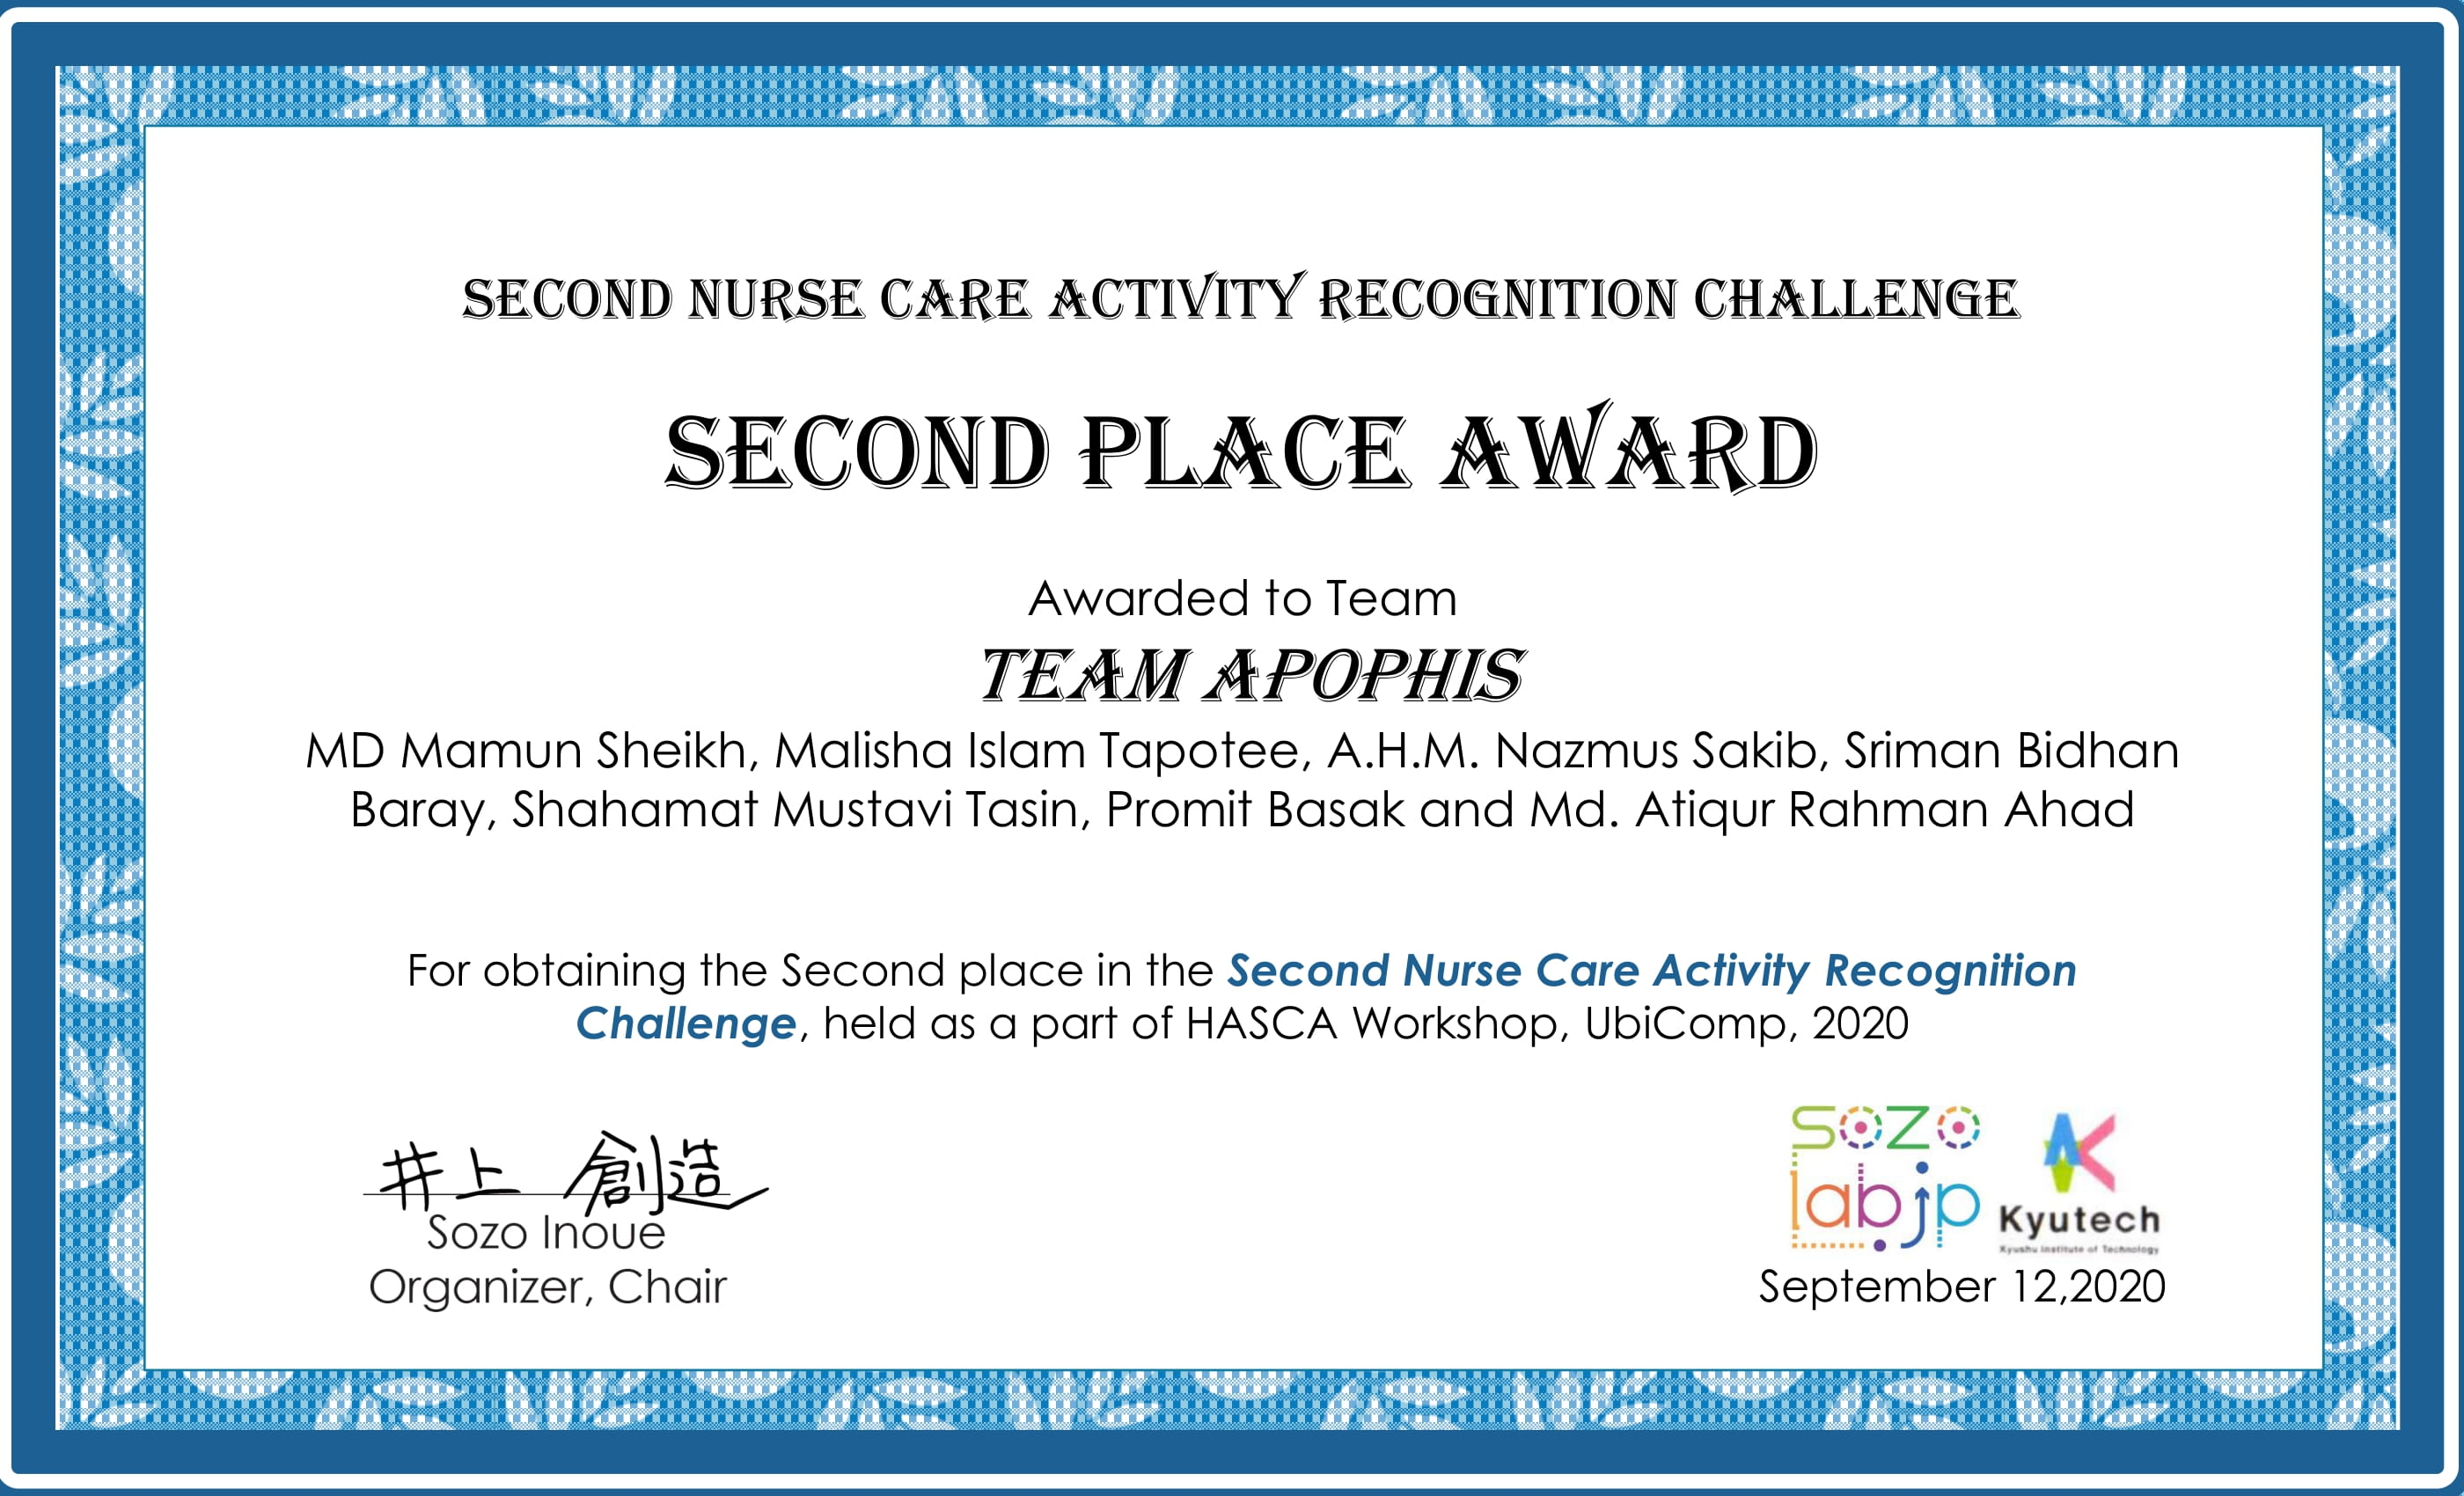 SECOND NURSE CARE ACTIVITY RECOGNITION CHALLENGE
SECOND PLACE AWARD
Awarded to Team
TEAM APOPHIS
MD Mamun Sheikh, Malisha Islam Tapotee, A.H.M. Nazmus Sakib, Sriman Bidhan
Baray, Shahamat Mustavi Tasin, Promit Basak and Md. Atiqur Rahman Ahad
For obtaining the Second place in the Second Nurse Care Activity Recognition
Challenge, held as a part of HASCA Workshop, UbiComp, 2020
井上 創造
Sozo Inoue
Organizer, Chair
sozo
labjp
Kyutech
Kyushu Institute of Technology
September 12,2020